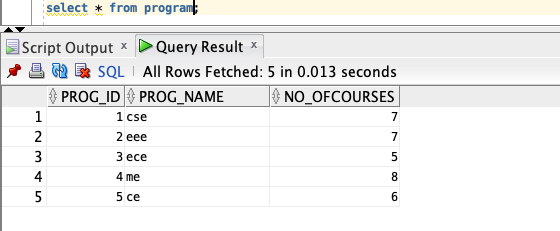 select * from program;
Script Output x Query Result x
SQL All Rows Fetched: 5 in 0.013 seconds
PROG_ID PROG_NAME NO_OFCOURSES
1 1 cse 7
2 2 eee 7
3 3 ece 5
4 4 me 8
5 5 ce 6